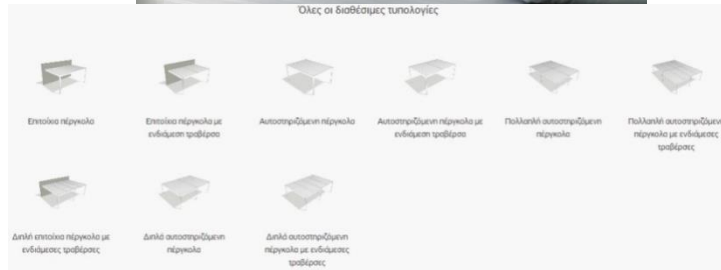 Όλες οι διαθέσιμες τυπολογίες
Επιτοίχια πέργκολα
Επιτοίχια πέργκολα με
ενδιάμεση τραβέρσα
Αυτοστηριζόμενη πέργκολα
Αυτοστηριζόμενη πέργκολα με
ενδιάμεση τραβέρσα
Πολλαπλή αυτοστηριζόμενη
πέργκολα
Πολλαπλή αυτοστηριζόμενη
πέργκολα με ενδιάμεσες
τραβέρσες
Διπλή επιτοίχια πέργκολα με
ενδιάμεσες τραβέρσες
Διπλά αυτοστηριζόμενη
πέργκολα
Διπλά αυτοστηριζόμενη
πέργκολα με ενδιάμεσες
τραβέρσες